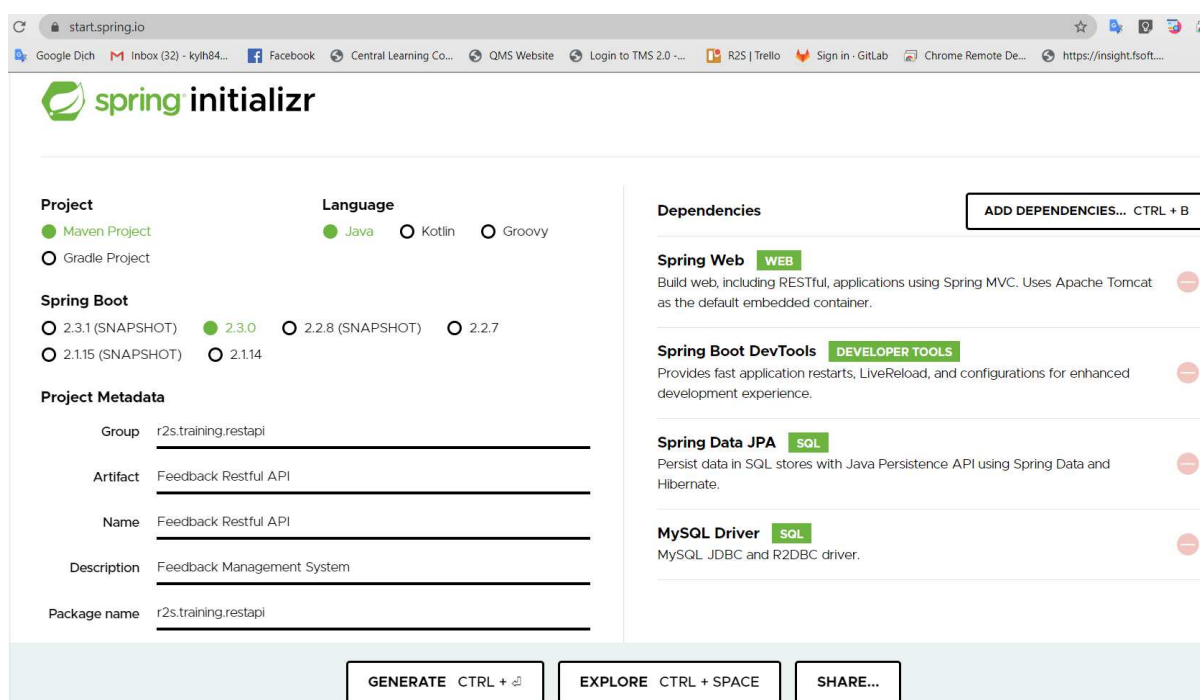 start.spring.io
Google Dịch Inbox (32) - kylh84... Facebook Central Learning Co... QMS Website Login to TMS 2.0 -... R2S | Trello Sign in · GitLab Chrome Remote De... https://insight.fsoft....
spring initializr
Project
Maven Project
Gradle Project
Language
Java Kotlin Groovy
Spring Boot
2.3.1 (SNAPSHOT) 2.3.0 2.2.8 (SNAPSHOT) 2.2.7
2.1.15 (SNAPSHOT) 2.1.14
Project Metadata
Group r2s.training.restapi
Artifact Feedback Restful API
Name Feedback Restful API
Description Feedback Management System
Package name r2s.training.restapi
Dependencies
ADD DEPENDENCIES... CTRL + B
Spring Web WEB
Build web, including RESTful, applications using Spring MVC. Uses Apache Tomcat
as the default embedded container.
Spring Boot DevTools DEVELOPER TOOLS
Provides fast application restarts, LiveReload, and configurations for enhanced
development experience.
Spring Data JPA SQL
Persist data in SQL stores with Java Persistence API using Spring Data and
Hibernate.
MySQL Driver SQL
MySQL JDBC and R2DBC driver.
GENERATE CTRL + ⏎
EXPLORE CTRL + SPACE
SHARE...